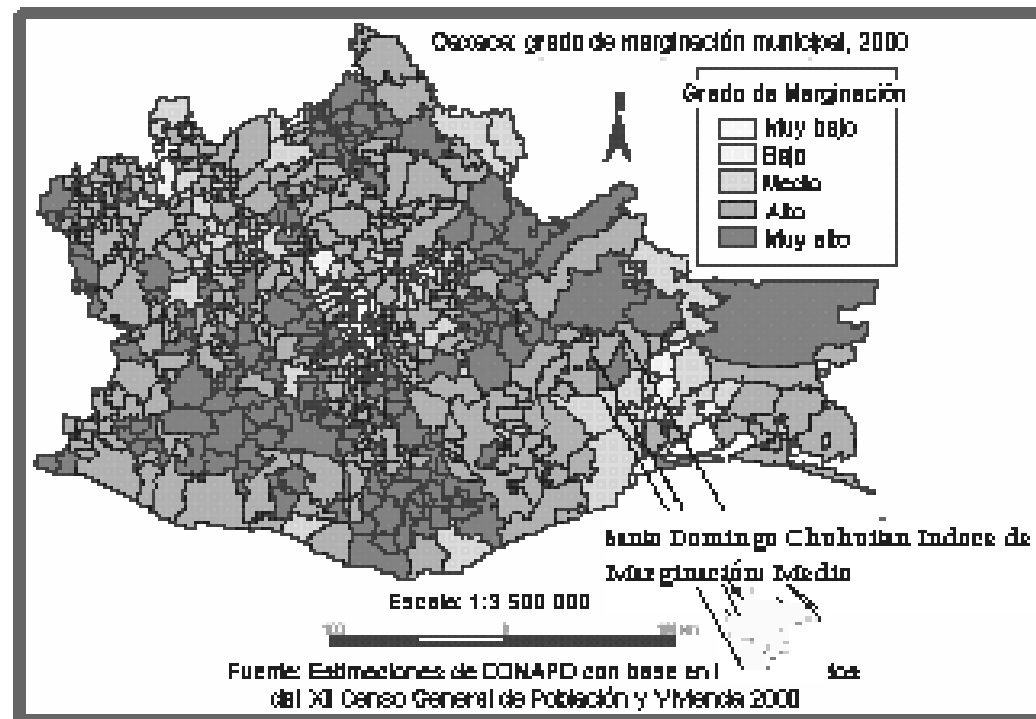 Oaxaca: grado de marginación municipal, 2000
Grado de Marginación
Muy bajo
Bajo
Medio
Alto
Muy alto
Santo Domingo Chihuitan Indece de
Marginación: Medio
Escala: 1:3 500 000
100 0 100 Km
Fuente: Estimaciones de CONAPO con base en l
del XII Censo General de Población y Vivienda 2000